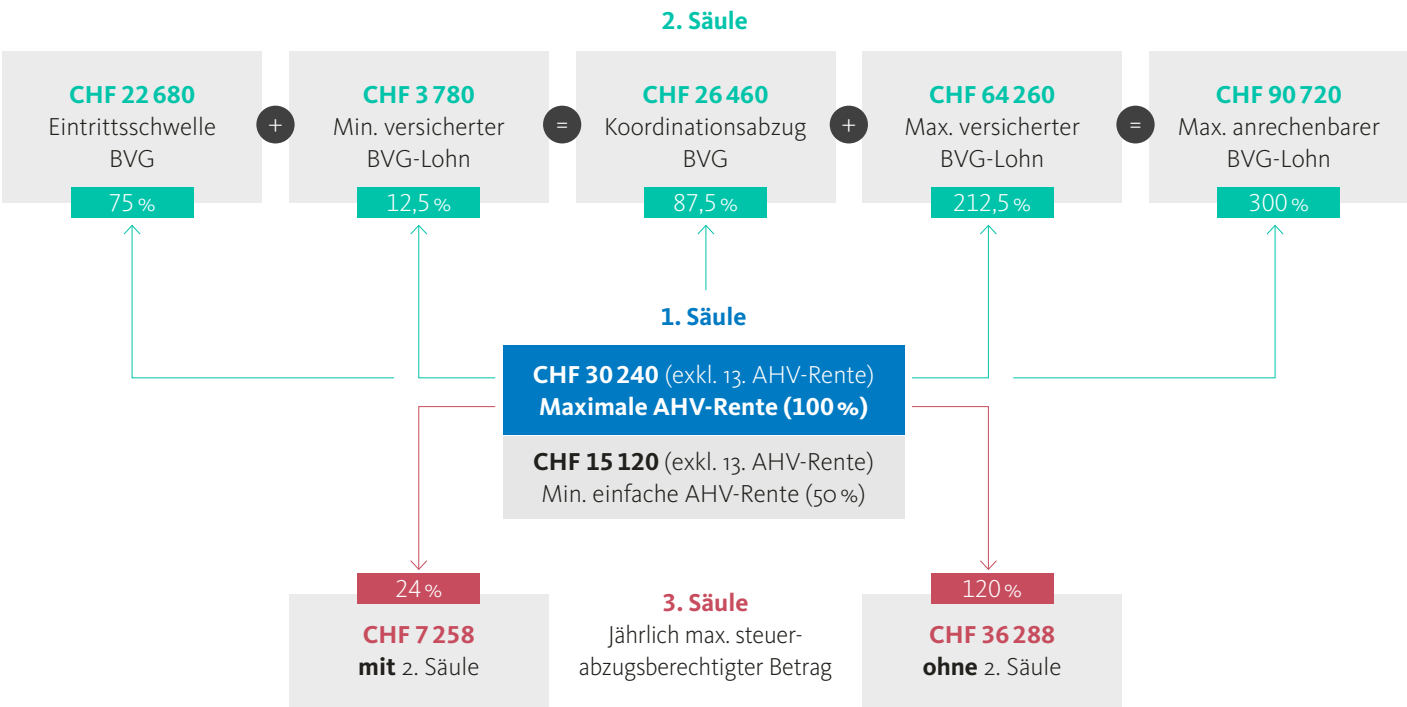 2. Säule
CHF 22 680
Eintrittsschwelle
BVG
75 %
+
CHF 3 780
Min. versicherter
BVG-Lohn
12,5 %
=
CHF 26 460
Koordinationsabzug
BVG
87,5 %
+
CHF 64 260
Max. versicherter
BVG-Lohn
212,5 %
=
CHF 90 720
Max. anrechenbarer
BVG-Lohn
300 %
1. Säule
CHF 30 240 (exkl. 13. AHV-Rente)
Maximale AHV-Rente (100 %)
CHF 15 120 (exkl. 13. AHV-Rente)
Min. einfache AHV-Rente (50 %)
24 %
CHF 7 258
mit 2. Säule
3. Säule
Jährlich max. steuer-
abzugsberechtigter Betrag
120 %
CHF 36 288
ohne 2. Säule